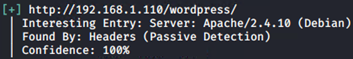 [+] http://192.168.1.110/wordpress/
| Interesting Entry: Server: Apache/2.4.10 (Debian)
| Found By: Headers (Passive Detection)
| Confidence: 100%